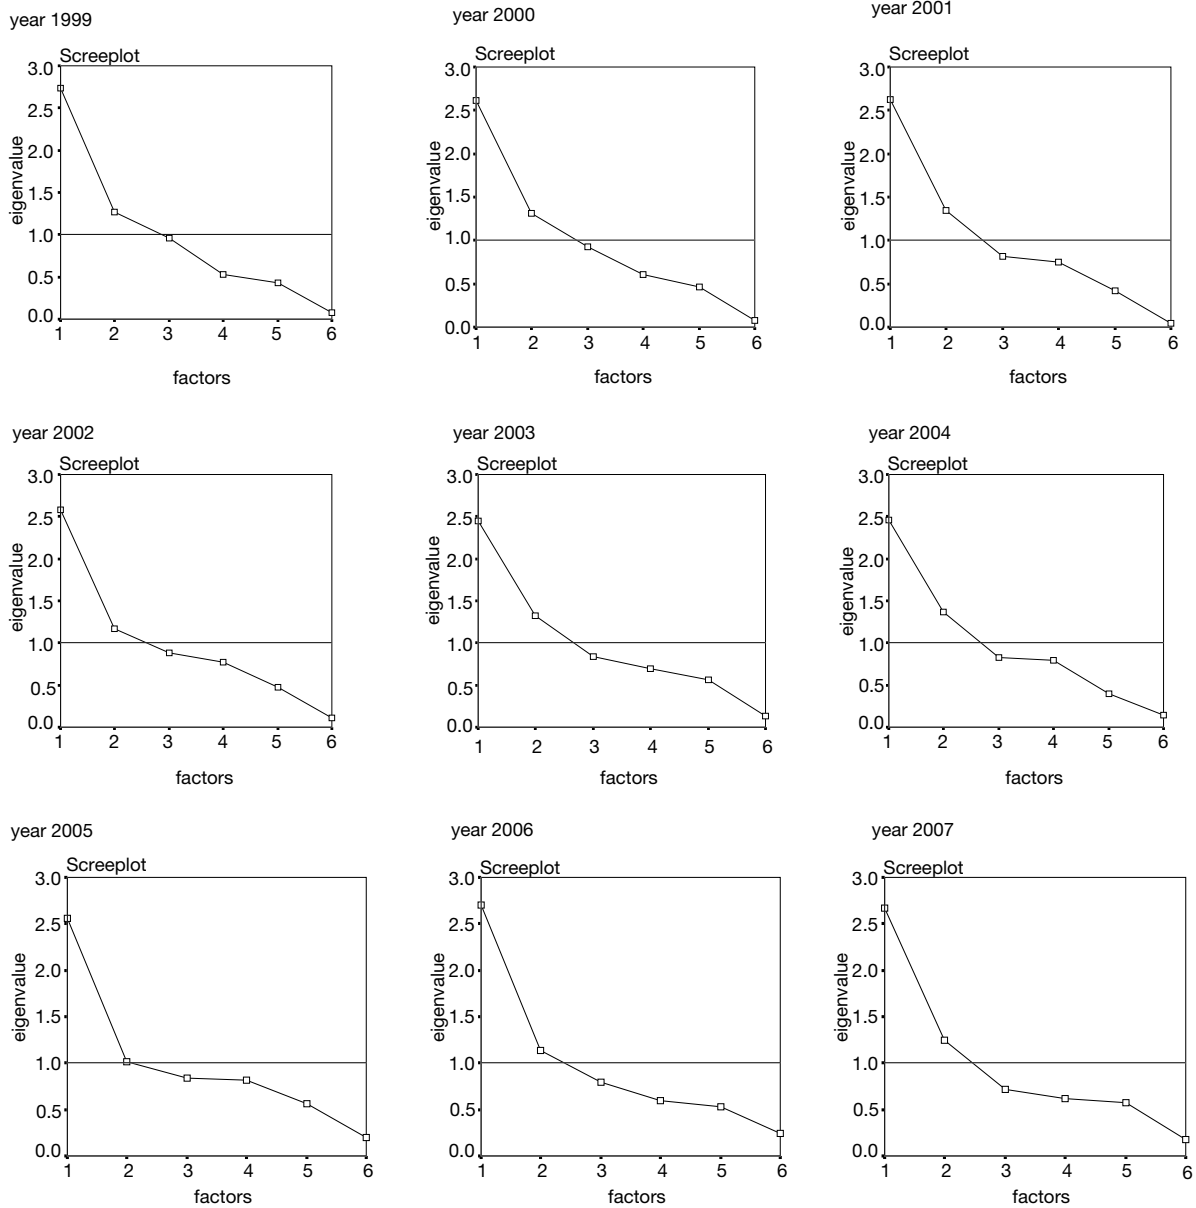 year 1999
Screeplot
3.0
2.5
2.0
1.5
1.0
0.5
0.0
eigenvalue
1 2 3 4 5 6
factors
year 2000
Screeplot
3.0
2.5
2.0
1.5
1.0
0.5
0.0
eigenvalue
1 2 3 4 5 6
factors
year 2001
Screeplot
3.0
2.5
2.0
1.5
1.0
0.5
0.0
eigenvalue
1 2 3 4 5 6
factors
year 2002
Screeplot
3.0
2.5
2.0
1.5
1.0
0.5
0.0
eigenvalue
1 2 3 4 5 6
factors
year 2003
Screeplot
3.0
2.5
2.0
1.5
1.0
0.5
0.0
eigenvalue
1 2 3 4 5 6
factors
year 2004
Screeplot
3.0
2.5
2.0
1.5
1.0
0.5
0.0
eigenvalue
1 2 3 4 5 6
factors
year 2005
Screeplot
3.0
2.5
2.0
1.5
1.0
0.5
0.0
eigenvalue
1 2 3 4 5 6
factors
year 2006
Screeplot
3.0
2.5
2.0
1.5
1.0
0.5
0.0
eigenvalue
1 2 3 4 5 6
factors
year 2007
Screeplot
3.0
2.5
2.0
1.5
1.0
0.5
0.0
eigenvalue
1 2 3 4 5 6
factors